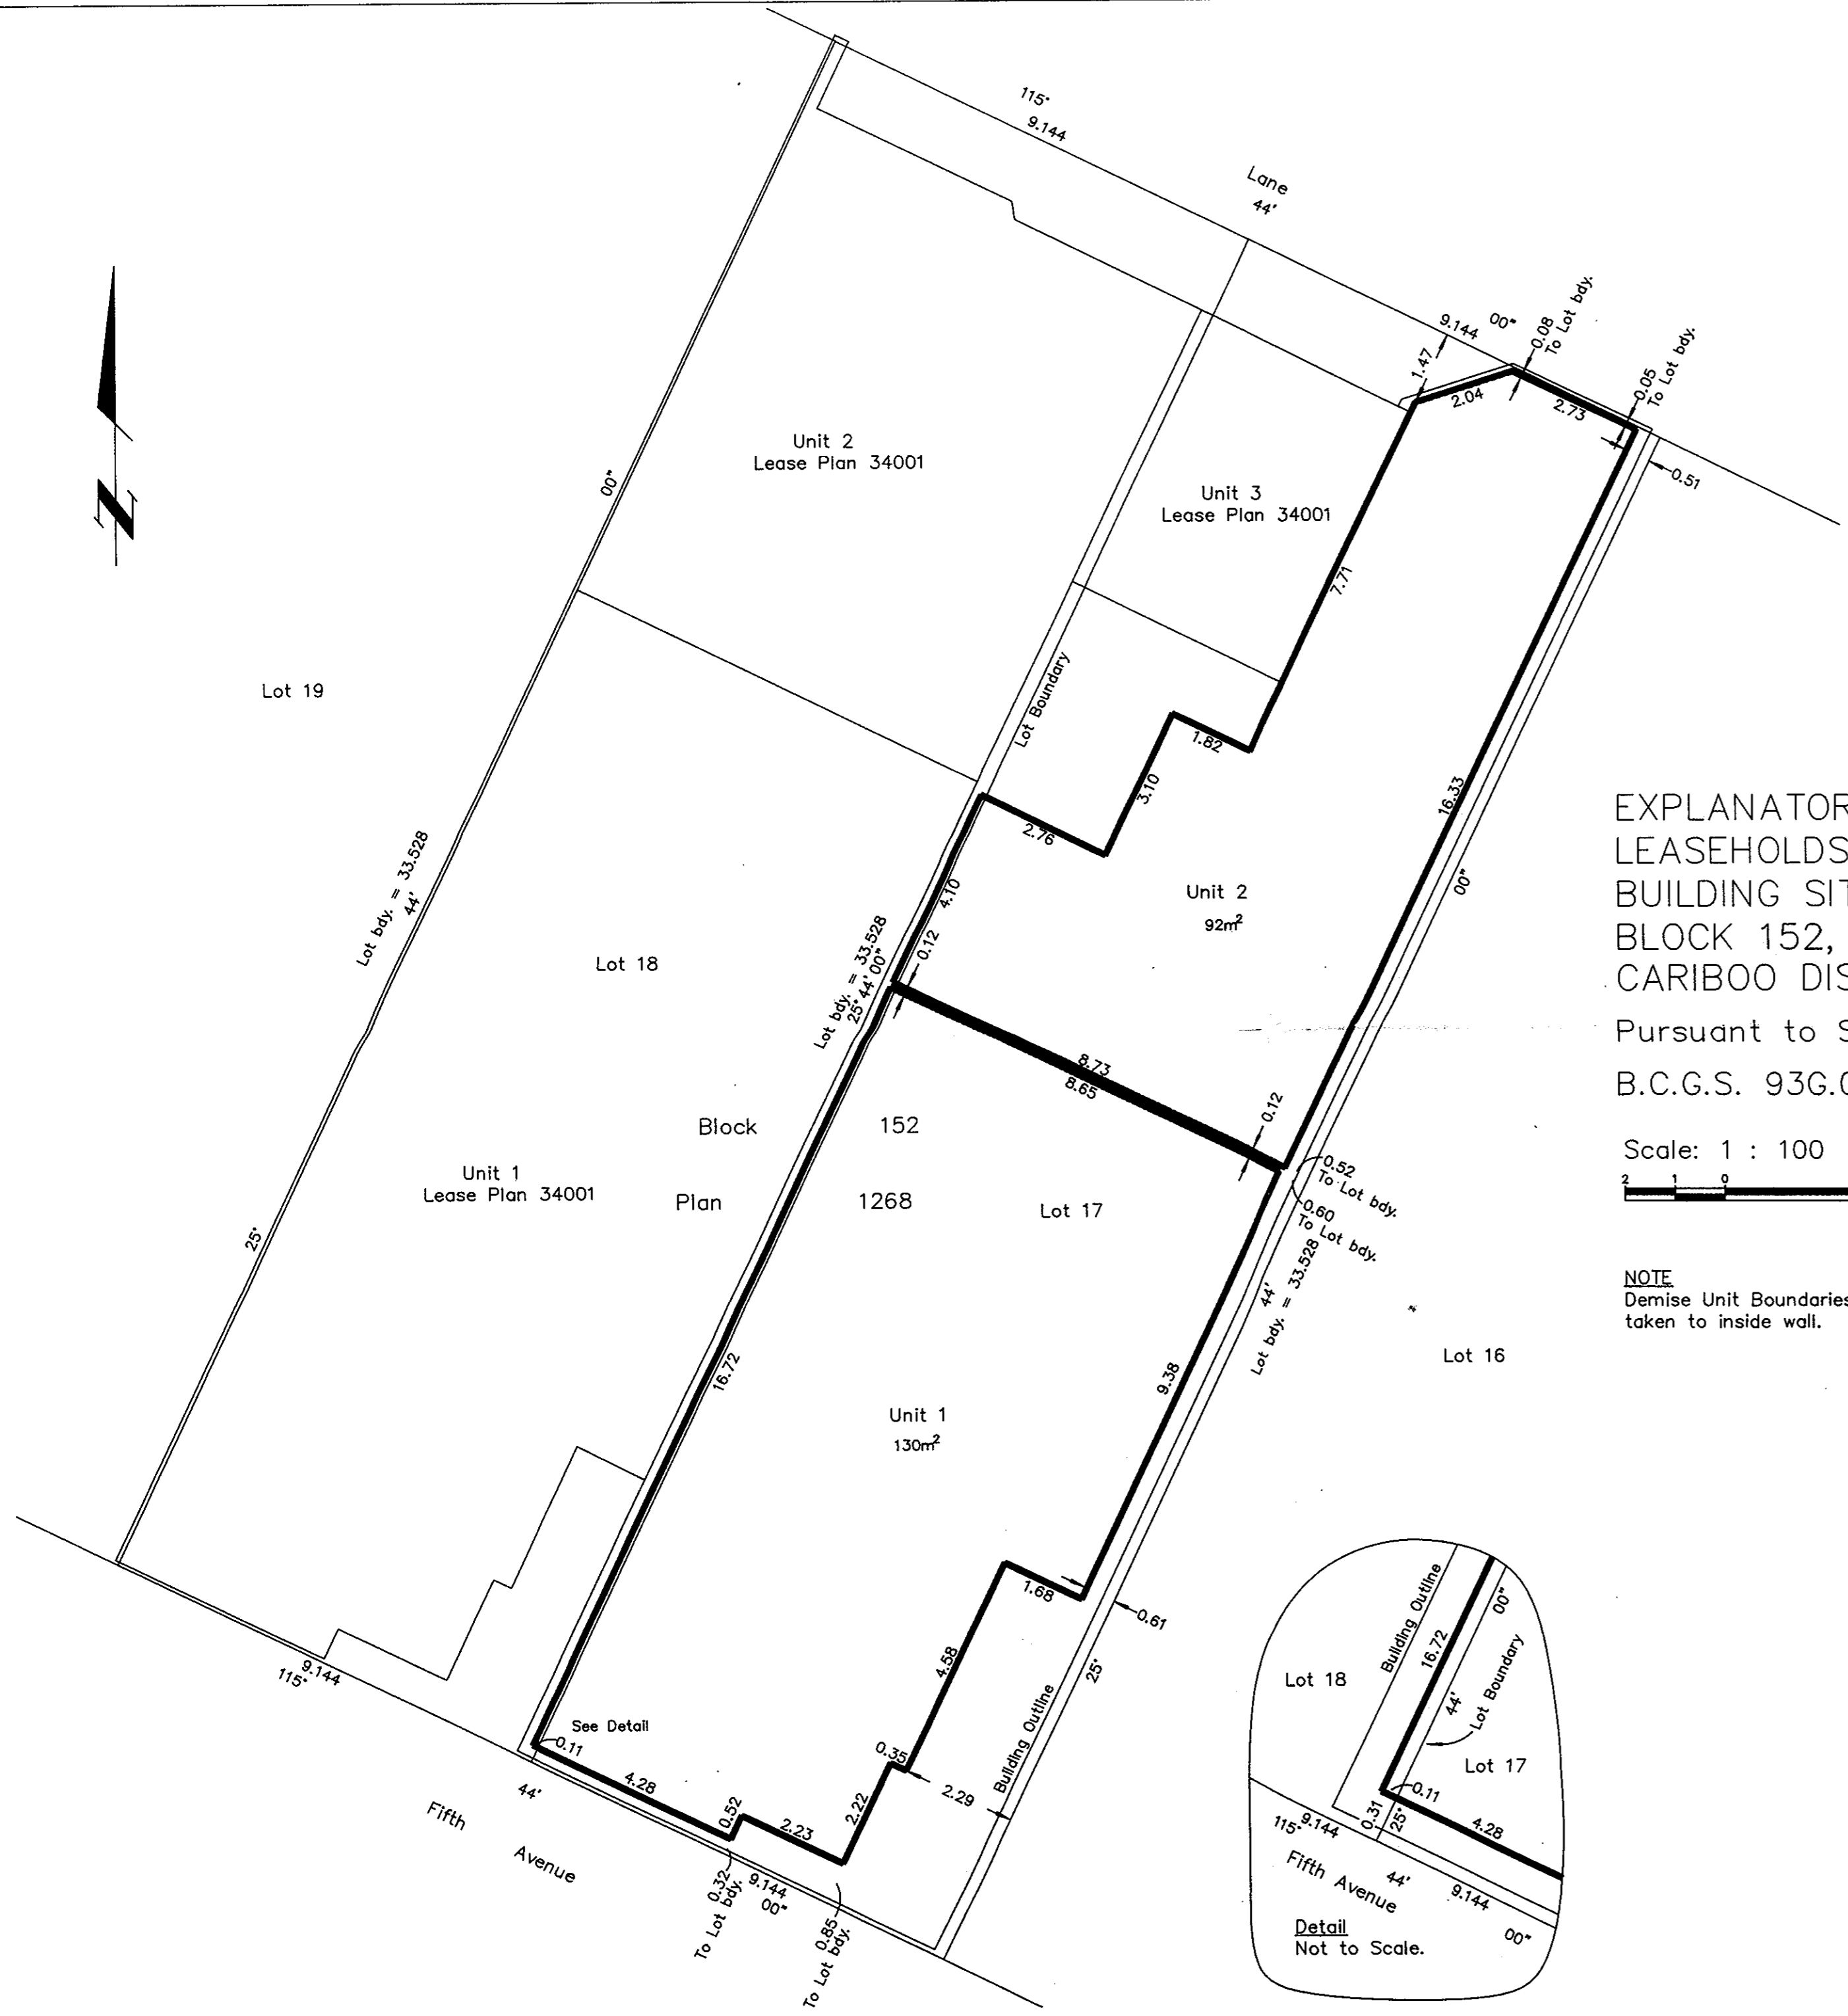 115°
9.144
Lane
44'
9.144
00"
0.08
To Lot bdy.
0.05
To Lot bdy.
1.47
2.04
2.73
0.51
Unit 2
Lease Plan 34001
Unit 3
Lease Plan 34001
00"
7.71
N
Lot 19
Lot Boundary
1.82
3.10
2.76
16.33
4.10
Unit 2
92m²
00"
0.12
Lot bdy. = 33.528
44'
Lot bdy. = 33.528
25° 44' 00"
Lot 18
8.73
8.65
0.12
Block 152
Plan 1268
Unit 1
Lease Plan 34001
Lot 17
0.52
To Lot bdy.
0.60
To Lot bdy.
44'
Lot bdy. = 33.528
25°
16.72
9.38
Lot 16
Unit 1
130m²
1.68
0.61
4.58
25°
Building Outline
9.144
115°
See Detail
0.11
4.28
0.52
2.23
2.22
0.35
2.29
44'
Fifth
Avenue
0.32
To Lot bdy.
9.144
00"
0.85
To Lot bdy.
EXPLANATOR
LEASEHOLDS
BUILDING SIT
BLOCK 152,
CARIBOO DIS
Pursuant to S
B.C.G.S. 93G.0
Scale: 1 : 100
2 1 0
NOTE
Demise Unit Boundaries
taken to inside wall.
Building Outline
00"
16.72
Lot 18
44'
Lot Boundary
Lot 17
0.11
0.31
25°
4.28
115°
9.144
Fifth Avenue
44'
9.144
00"
Detail
Not to Scale.